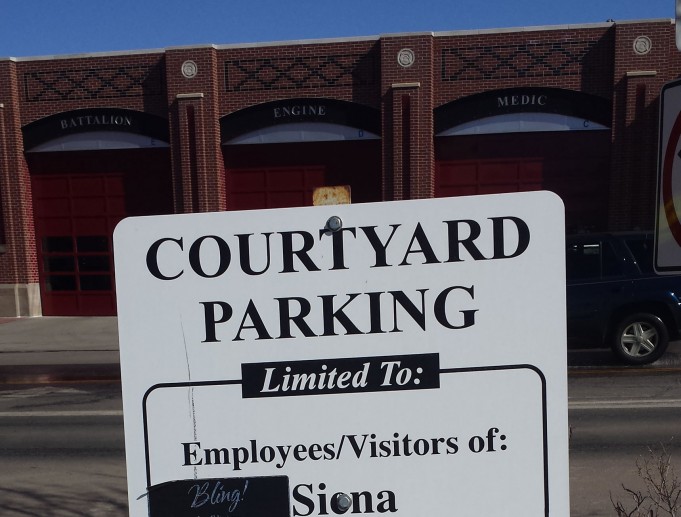 BATTALION
ENGINE
MEDIC
COURTYARD
PARKING
Limited To:
Employees/Visitors of:
Bling!
Siena